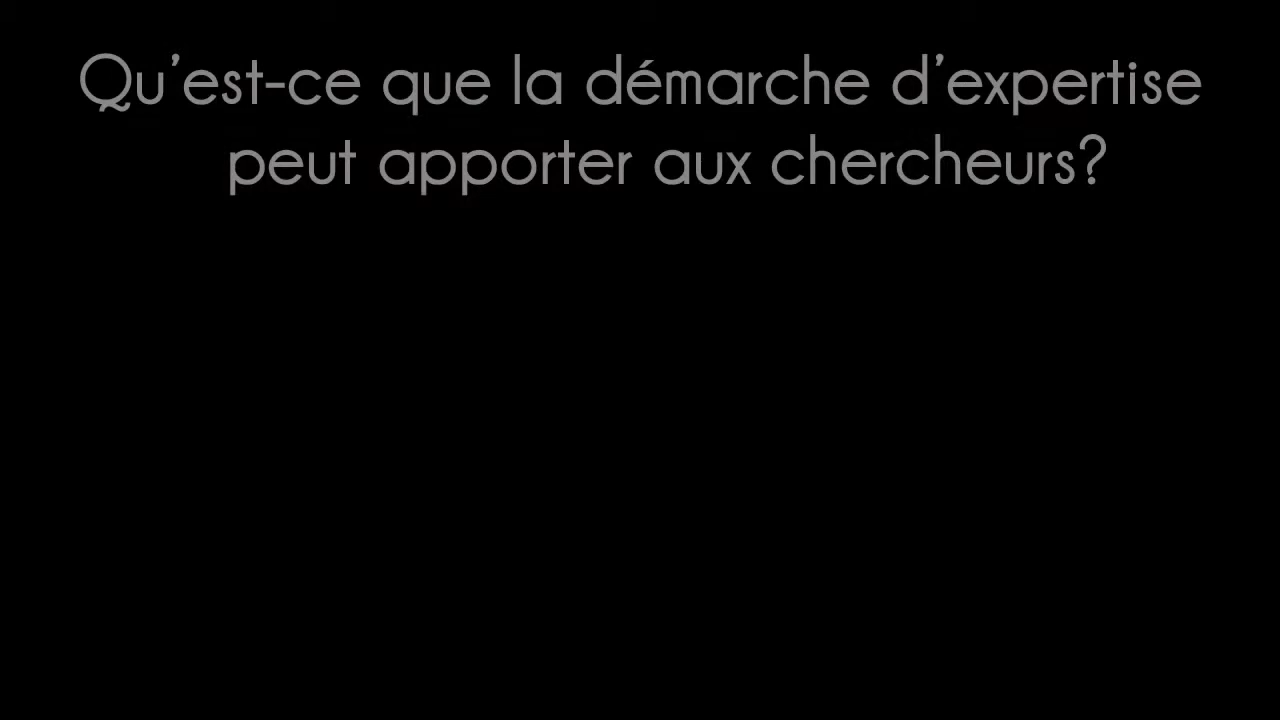 Qu’est-ce que la démarche d’expertise
peut apporter aux chercheurs?